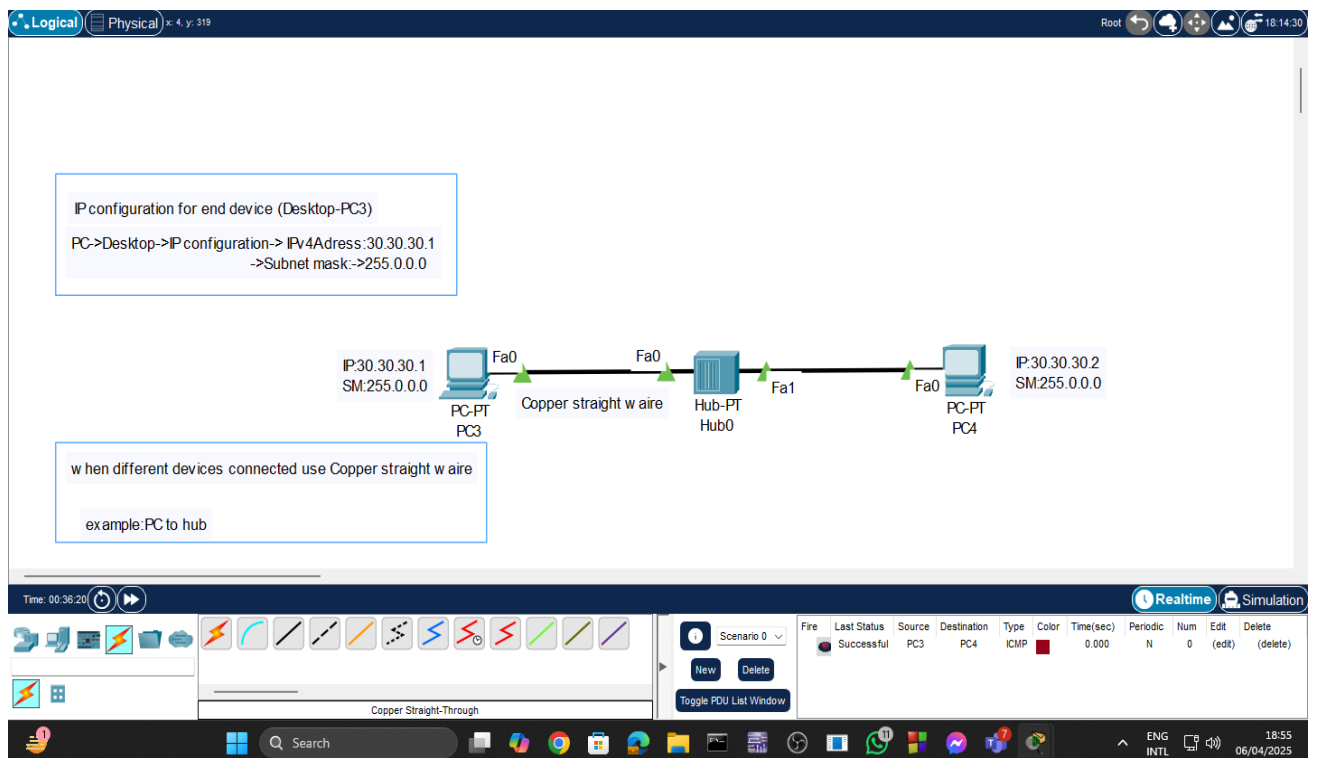 Logical Physical x: 4, y: 319 Root 18:14:30
IP configuration for end device (Desktop-PC3)
PC->Desktop->IP configuration-> IPv4Adress:30.30.30.1
->Subnet mask:->255.0.0.0
IP:30.30.30.1
SM:255.0.0.0
Fa0
PC-PT
PC3
Copper straight w aire
Fa0
Hub-PT
Hub0
Fa1
Fa0
PC-PT
PC4
IP:30.30.30.2
SM:255.0.0.0
w hen different devices connected use Copper straight w aire
example:PC to hub
Time: 00:36:20 Realtime Simulation
Copper Straight-Through
Scenario 0
New Delete
Toggle PDU List Window
Fire Last Status Source Destination Type Color Time(sec) Periodic Num Edit Delete
Successful PC3 PC4 ICMP 0.000 N 0 (edit) (delete)
1
Search
11
7
ENG
INTL
18:55
06/04/2025